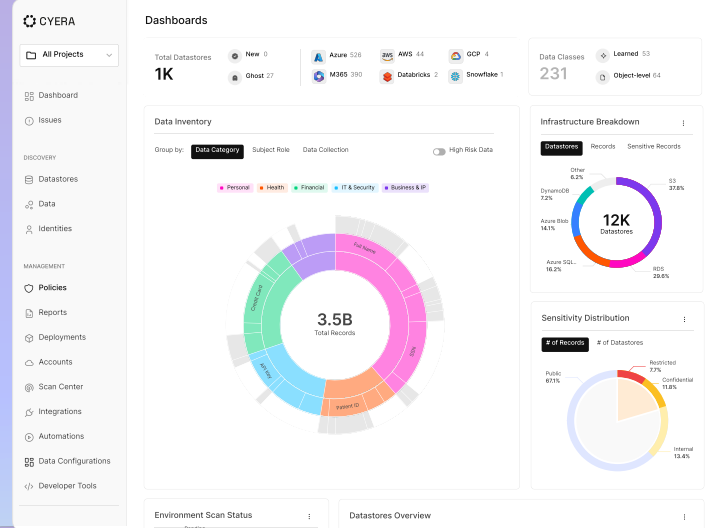 CYERA
All Projects
Dashboard
Issues
DISCOVERY
Datastores
Data
Identities
MANAGEMENT
Policies
Reports
Deployments
Accounts
Scan Center
Integrations
Automations
Data Configurations
Developer Tools
Dashboards
Total Datastores
1K
New 0
Ghost 27
Azure 526
AWS 44
GCP 4
M365 390
Databricks 2
Snowflake 1
Data Classes
231
Learned 53
Object-level 64
Data Inventory
Group by: Data Category Subject Role Data Collection
High Risk Data
Personal Health Financial IT & Security Business & IP
Full Name
SSN
Patient ID
API Key
Credit Card
3.5B
Total Records
Infrastructure Breakdown
Datastores Records Sensitive Records
Other
6.2%
S3
37.8%
DynamoDB
7.2%
Azure Blob
14.1%
Azure SQL..
16.2%
RDS
29.6%
12K
Datastores
Sensitivity Distribution
# of Records # of Datastores
Restricted
7.7%
Public
67.1%
Confidential
11.8%
Internal
13.4%
Environment Scan Status
Datastores Overview